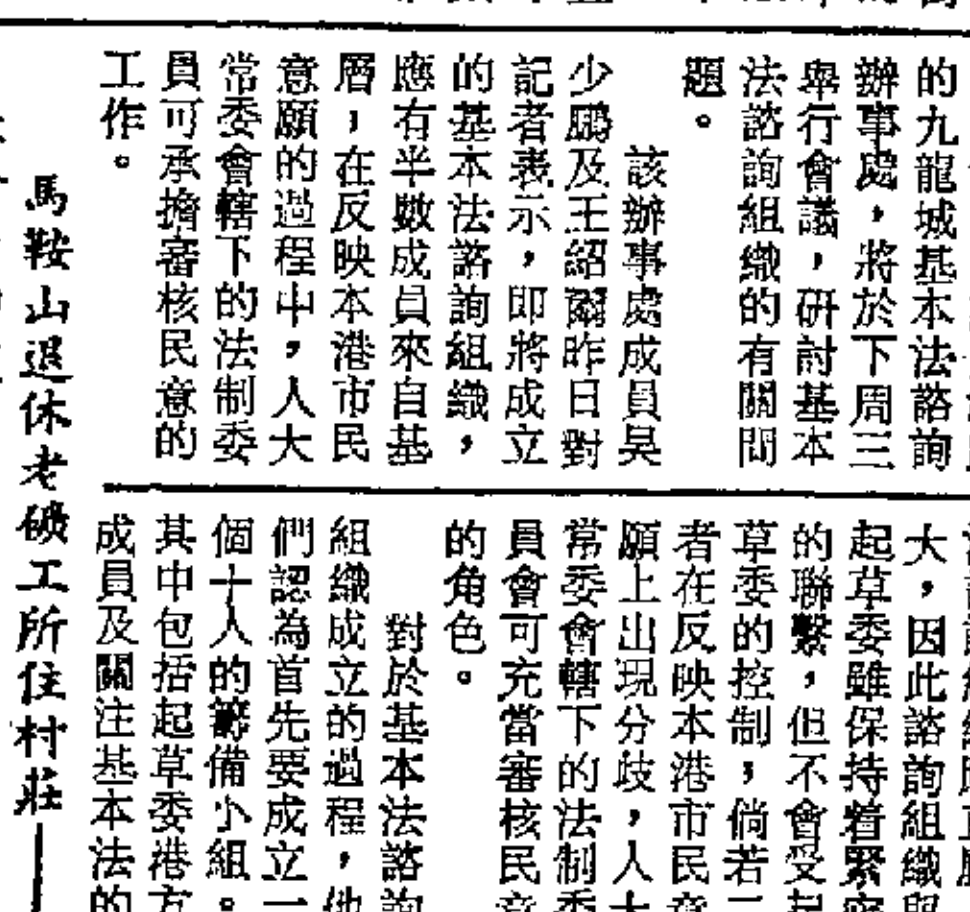 的九龍城基本法諮詢
辦事處，將於下周三
舉行會議，研討基本
法諮詢組織的有關問
題。
該辦事處成員吳
少鵬及王紹爾昨日對
記者表示，即將成立
的基本法諮詢組織，
應有半數成員來自基
層，在反映本港市民
意願的過程中，人大
常委會轄下的法制委
員可承擔審核民意的
工作。
大，因此諮詢組織與
起草委雖保持着緊密
的聯繫，但不會受起
草委的控制，倘若二
者在反映本港市民意
願上出現分歧，人大
常委會轄下的法制委
員會可充當審核民意
的角色。
對於基本法諮詢
組織成立的過程，他
們認為首先要成立一
個十人的籌備小組。
其中包括起草委港方
成員及關注基本法的
馬鞍山退休老礦工所住村莊——